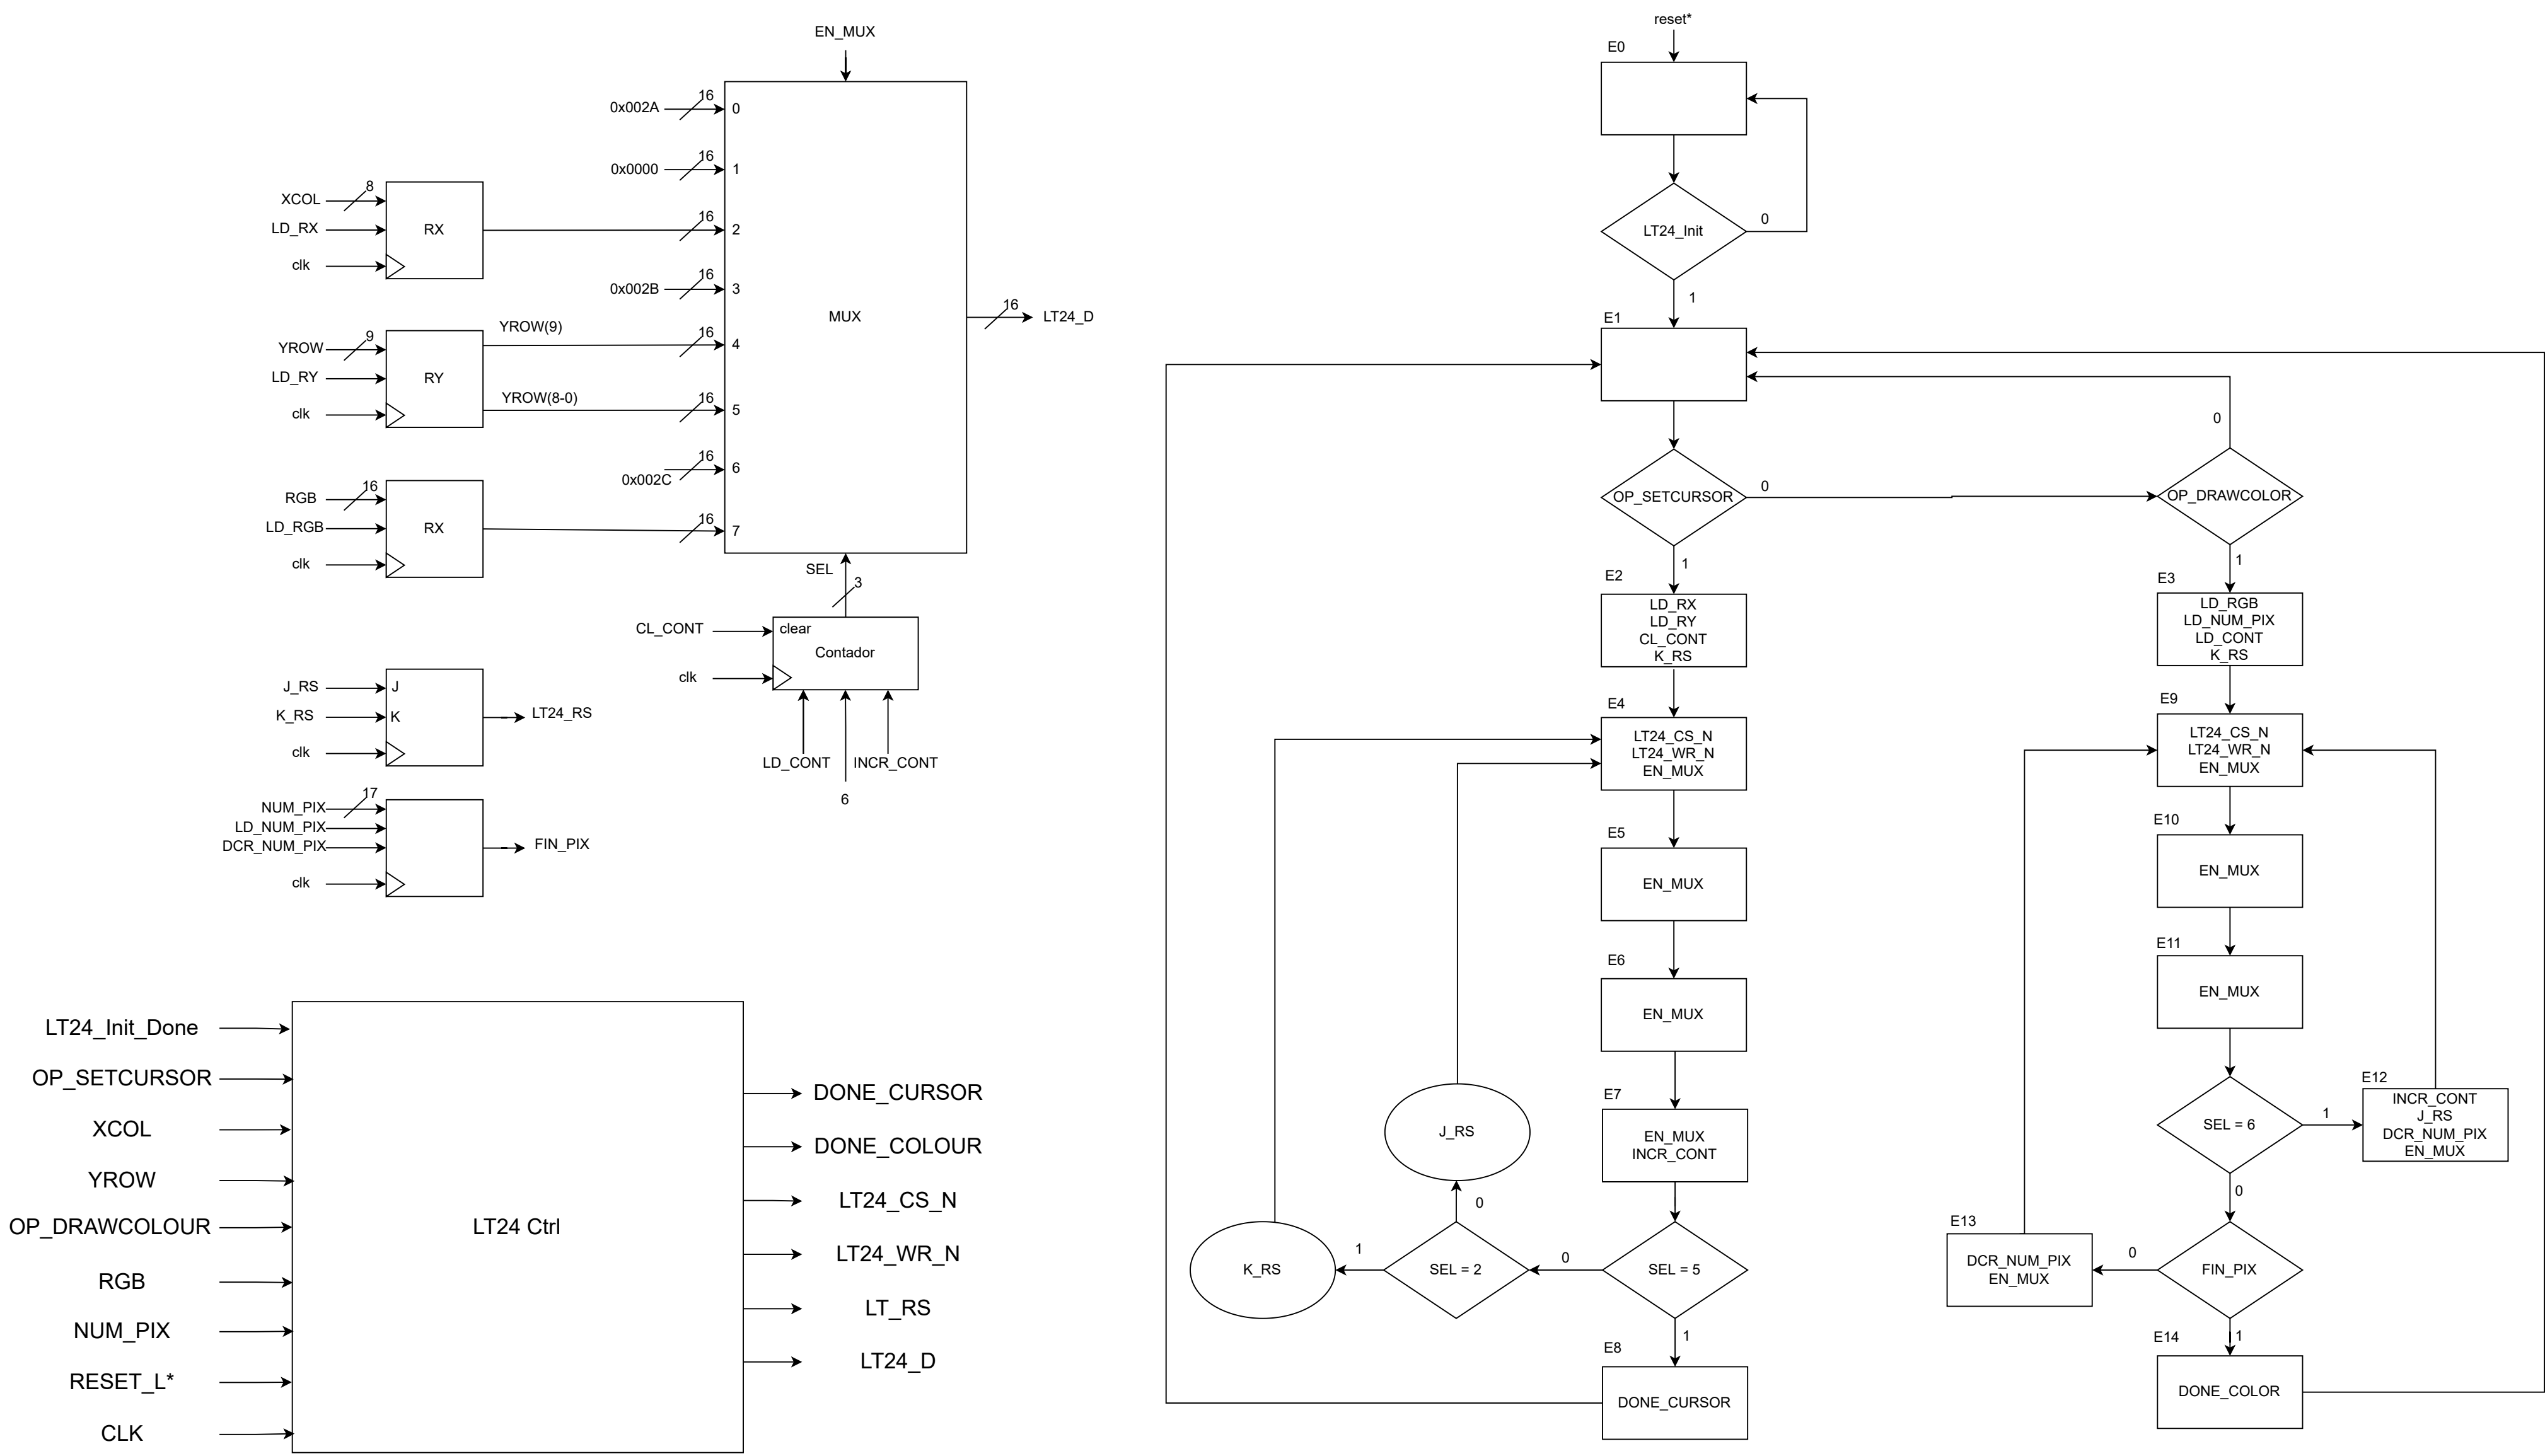 EN_MUX
0x002A
16
0
0x0000
16
1
XCOL
8
LD_RX
clk
RX
16
2
0x002B
16
3
MUX
16
LT24_D
YROW
9
LD_RY
clk
RY
YROW(9)
16
4
YROW(8-0)
16
5
0x002C
16
6
RGB
16
LD_RGB
clk
RX
16
7
SEL
3
CL_CONT
clear
Contador
clk
LD_CONT
INCR_CONT
6
J_RS
J
K_RS
K
clk
LT24_RS
NUM_PIX
17
LD_NUM_PIX
DCR_NUM_PIX
clk
FIN_PIX
LT24_Init_Done
OP_SETCURSOR
XCOL
YROW
OP_DRAWCOLOUR
RGB
NUM_PIX
RESET_L*
CLK
LT24 Ctrl
DONE_CURSOR
DONE_COLOUR
LT24_CS_N
LT24_WR_N
LT_RS
LT24_D
reset*
E0
LT24_Init
0
1
E1
OP_SETCURSOR
0
1
OP_DRAWCOLOR
0
1
E2
LD_RX
LD_RY
CL_CONT
K_RS
E4
LT24_CS_N
LT24_WR_N
EN_MUX
E5
EN_MUX
E6
EN_MUX
E7
EN_MUX
INCR_CONT
SEL = 5
0
1
SEL = 2
0
1
J_RS
K_RS
E8
DONE_CURSOR
E3
LD_RGB
LD_NUM_PIX
LD_CONT
K_RS
E9
LT24_CS_N
LT24_WR_N
EN_MUX
E10
EN_MUX
E11
EN_MUX
SEL = 6
1
0
E12
INCR_CONT
J_RS
DCR_NUM_PIX
EN_MUX
FIN_PIX
0
1
E13
DCR_NUM_PIX
EN_MUX
E14
DONE_COLOR